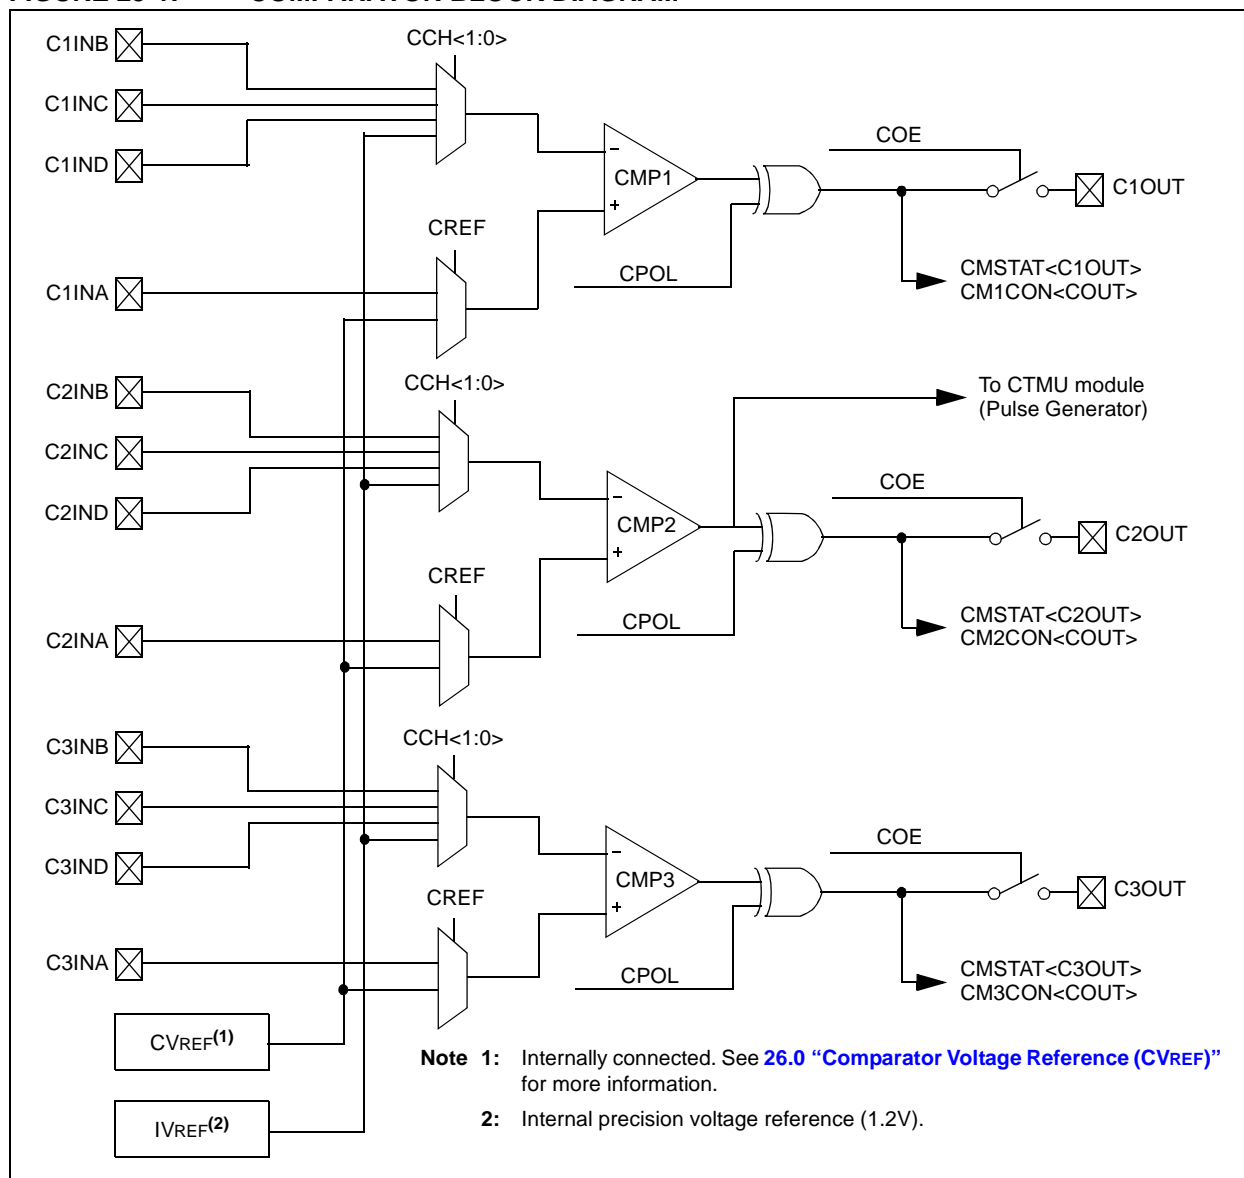 C1INB
CCH<1:0>
C1INC
C1IND
COE
CMP1
C1OUT
CREF
CPOL
CMSTAT<C1OUT>
CM1CON<COUT>
C1INA
C2INB
CCH<1:0>
To CTMU module
(Pulse Generator)
C2INC
C2IND
COE
CMP2
C2OUT
CREF
CPOL
CMSTAT<C2OUT>
CM2CON<COUT>
C2INA
C3INB
CCH<1:0>
C3INC
C3IND
COE
CMP3
C3OUT
CREF
CPOL
CMSTAT<C3OUT>
CM3CON<COUT>
C3INA
CVREF(1)
Note 1: Internally connected. See 26.0 “Comparator Voltage Reference (CVREF)”
for more information.
IVREF(2)
2: Internal precision voltage reference (1.2V).